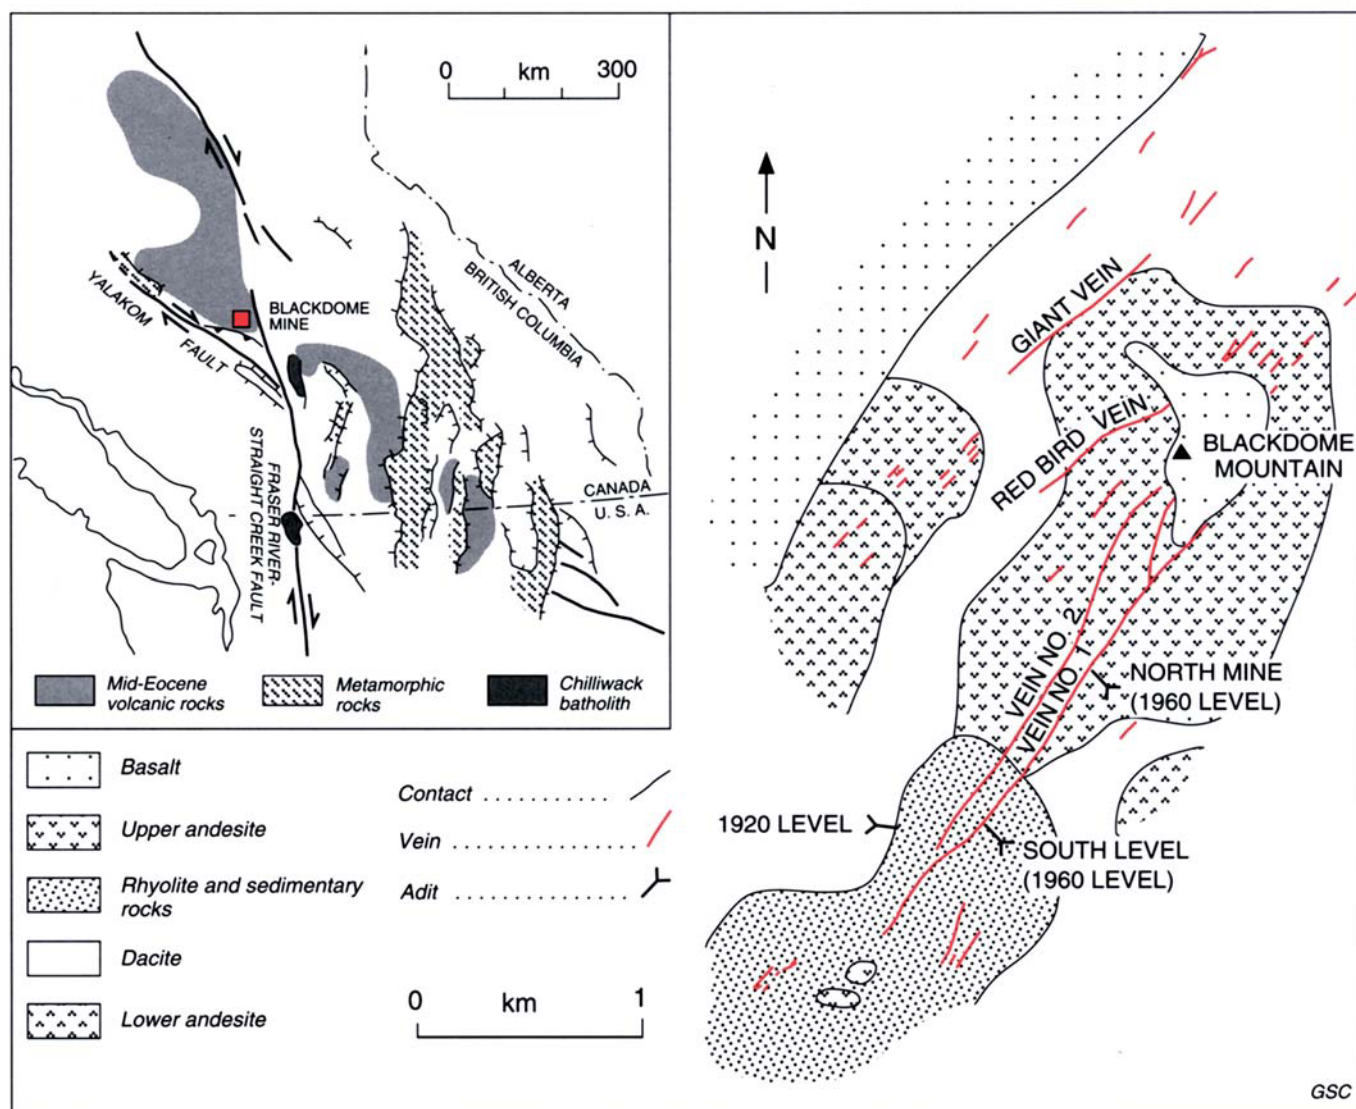 0 km 300
ALBERTA
BRITISH COLUMBIA
YALAKOM
FAULT
BLACKDOME
MINE
FRASER RIVER-
STRAIGHT CREEK FAULT
CANADA
U. S. A.
Mid-Eocene
volcanic rocks
Metamorphic
rocks
Chilliwack
batholith
Basalt
Upper andesite
Rhyolite and sedimentary
rocks
Dacite
Lower andesite
Contact
Vein
Adit
0 km 1
N
GIANT VEIN
RED BIRD VEIN
BLACKDOME
MOUNTAIN
VEIN NO. 2
VEIN NO. 1
NORTH MINE
(1960 LEVEL)
1920 LEVEL
SOUTH LEVEL
(1960 LEVEL)
GSC